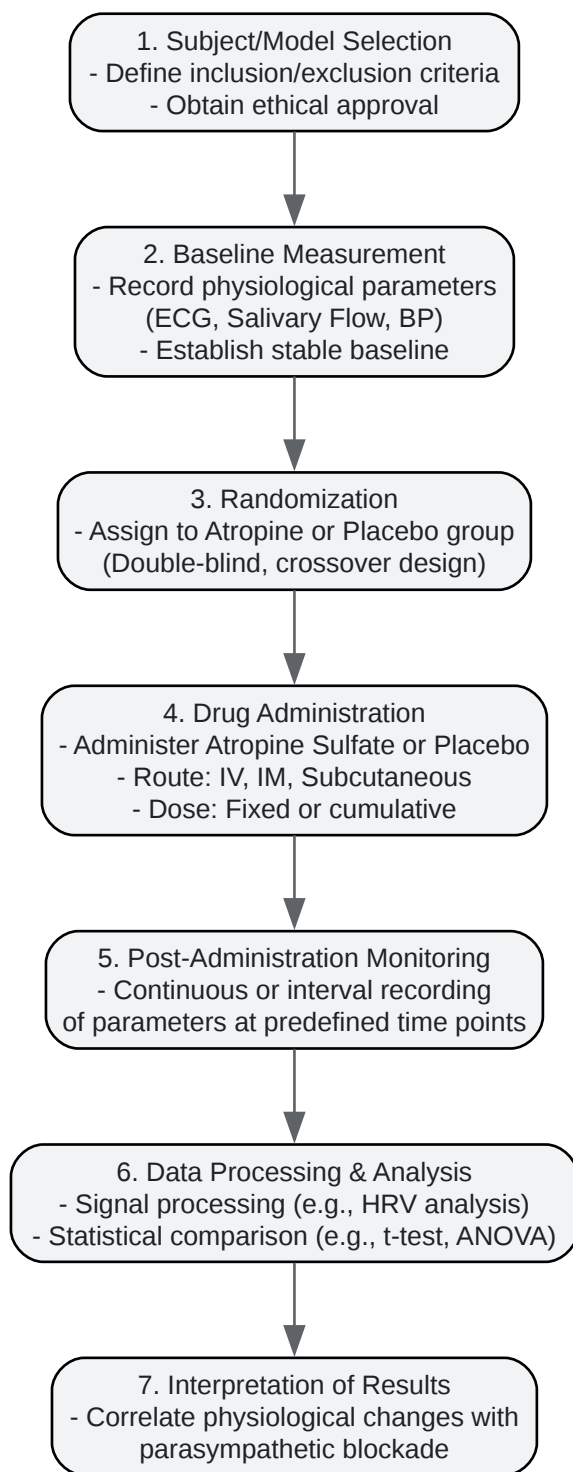 1. Subject/Model Selection
- Define inclusion/exclusion criteria
- Obtain ethical approval
2. Baseline Measurement
- Record physiological parameters
(ECG, Salivary Flow, BP)
- Establish stable baseline
3. Randomization
- Assign to Atropine or Placebo group
(Double-blind, crossover design)
4. Drug Administration
- Administer Atropine Sulfate or Placebo
- Route: IV, IM, Subcutaneous
- Dose: Fixed or cumulative
5. Post-Administration Monitoring
- Continuous or interval recording
of parameters at predefined time points
6. Data Processing & Analysis
- Signal processing (e.g., HRV analysis)
- Statistical comparison (e.g., t-test, ANOVA)
7. Interpretation of Results
- Correlate physiological changes with
parasympathetic blockade